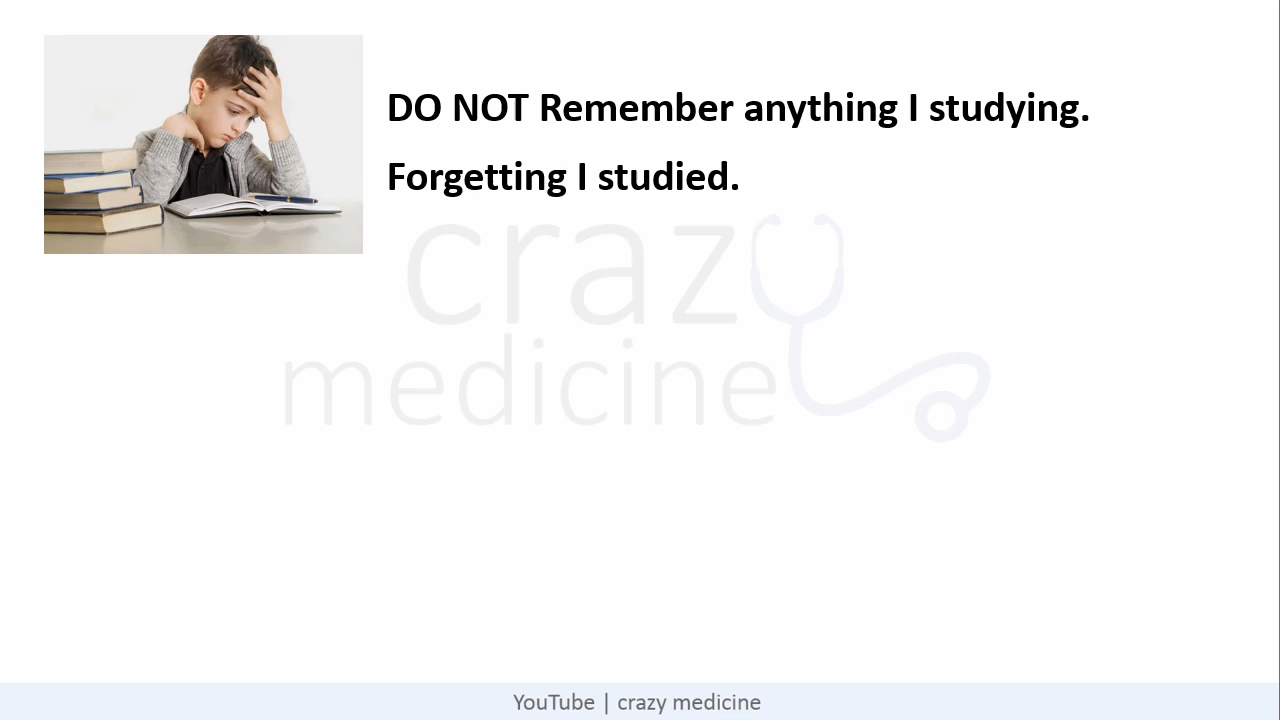 DO NOT Remember anything I studying.
Forgetting I studied.
crazy
medicine
YouTube | crazy medicine